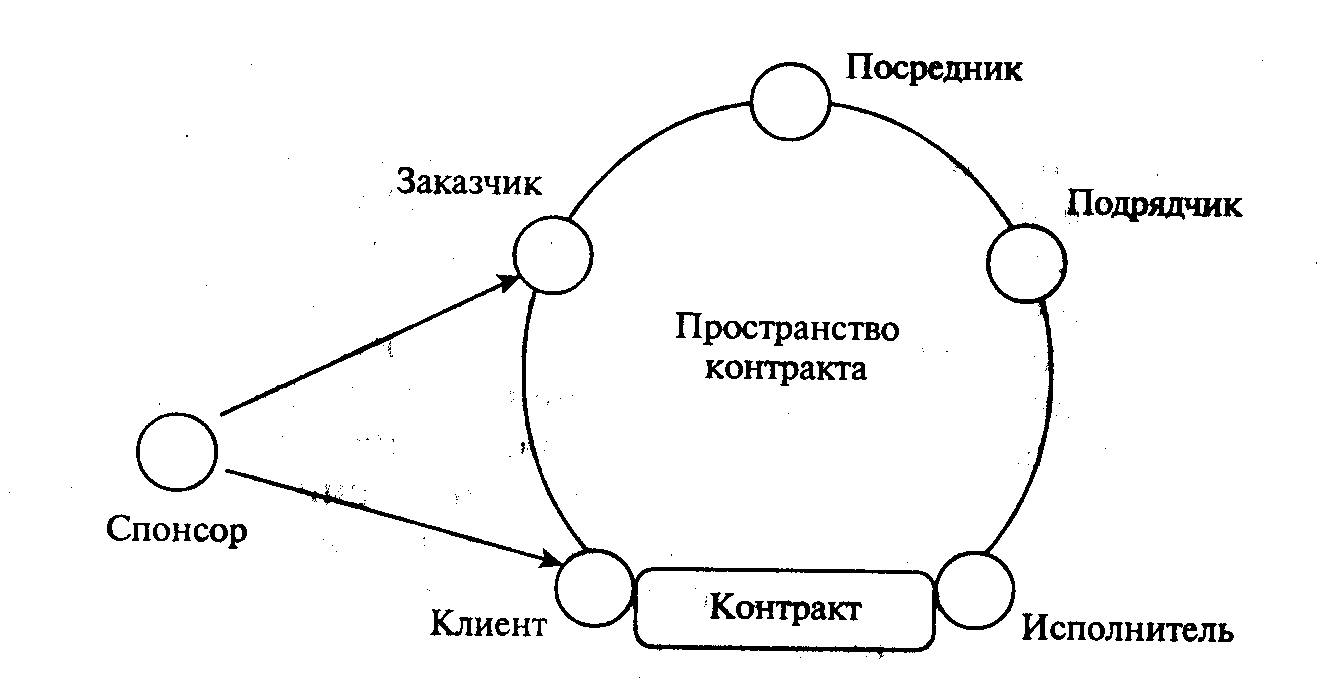 Посредник
Заказчик
Подрядчик
Пространство
контракта
Спонсор
Клиент
Контракт
Исполнитель